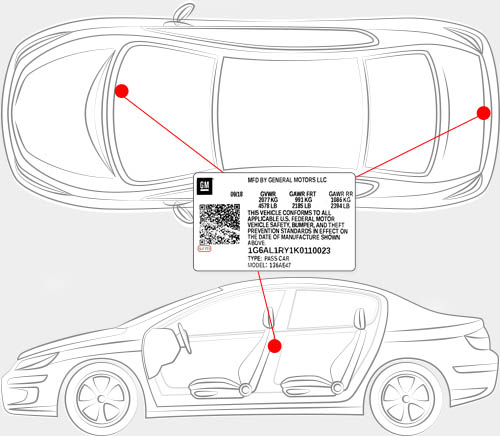 MFD BY GENERAL MOTORS LLC
GM
09/18 GVWR GAWR FRT GAWR RR
2077 KG 991 KG 1086 KG
4578 LB 2185 LB 2394 LB
THIS VEHICLE CONFORMS TO ALL
APPLICABLE U.S. FEDERAL MOTOR
VEHICLE SAFETY, BUMPER, AND THEFT
PREVENTION STANDARDS IN EFFECT ON
THE DATE OF MANUFACTURE SHOWN
ABOVE.
1G6AL1RY1K0110023
TYPE: PASS CAR
MODEL: 126AE47